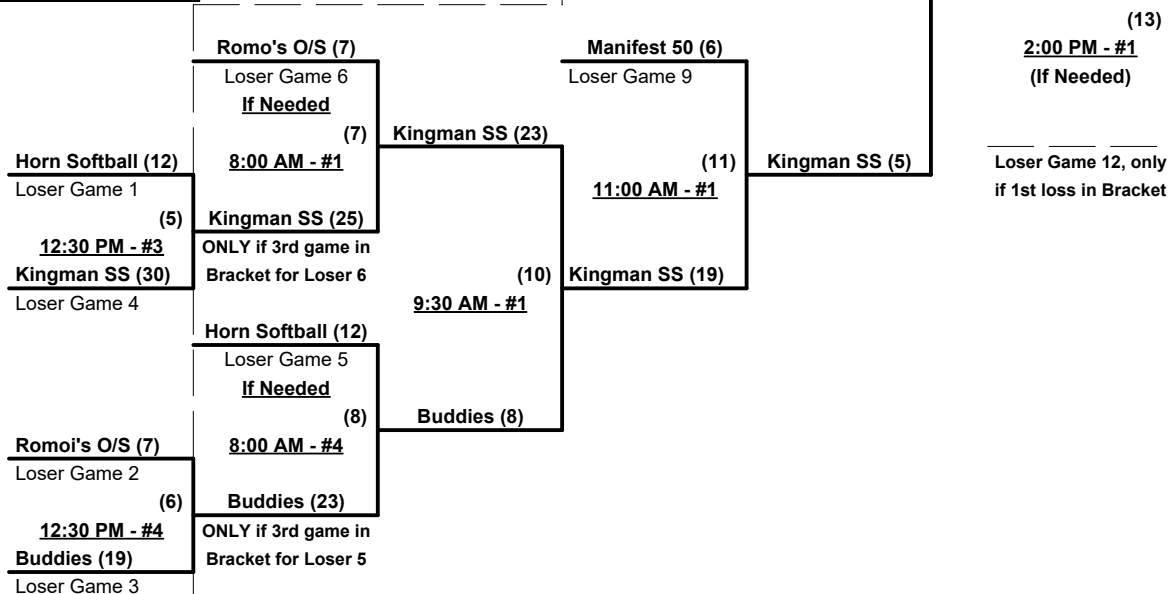 (13)
Romo's O/S (7)
Manifest 50 (6)
2:00 PM - #1
Loser Game 6
Loser Game 9
(If Needed)
If Needed
(7)
Kingman SS (23)
Horn Softball (12)
8:00 AM - #1
(11)
Kingman SS (5)
Loser Game 12, only
Loser Game 1
11:00 AM - #1
if 1st loss in Bracket
(5)
Kingman SS (25)
12:30 PM - #3
ONLY if 3rd game in
Kingman SS (30)
Bracket for Loser 6
(10)
Kingman SS (19)
Loser Game 4
9:30 AM - #1
Horn Softball (12)
Loser Game 5
If Needed
(8)
Buddies (8)
Romoi's O/S (7)
8:00 AM - #4
Loser Game 2
(6)
Buddies (23)
12:30 PM - #4
ONLY if 3rd game in
Buddies (19)
Bracket for Loser 5
Loser Game 3